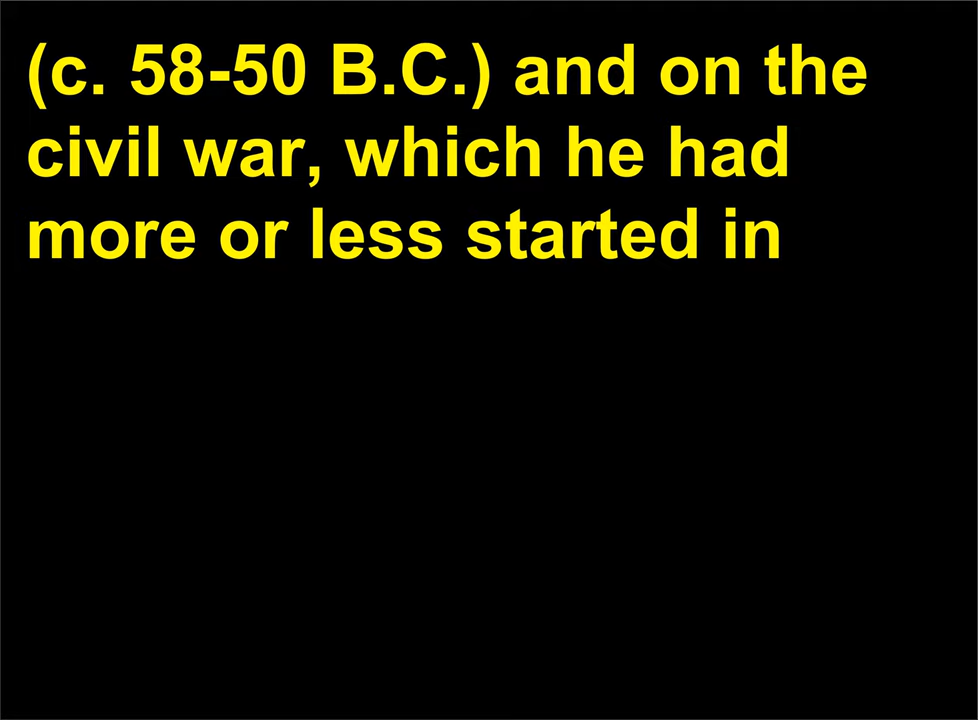 (c. 58-50 B.C.) and on the
civil war, which he had
more or less started in